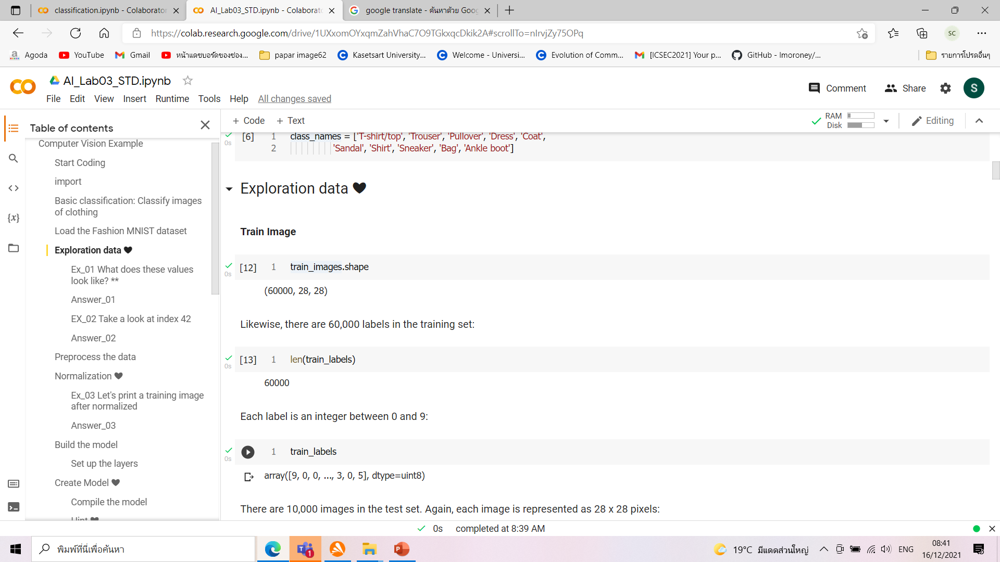 classification.ipynb - Colaborator
AI_Lab03_STD.ipynb - Colaborato
google translate - ค้นหาด้วย Goog
https://colab.research.google.com/drive/1UXxomOYxqmZahVhaC7O9TGkxqcDkik2A#scrollTo=nIrvjZy75OPq
SC
Agoda
YouTube
Gmail
หน้าแดชบอร์ดของช่อง...
papar image62
Kasetsart University...
Welcome - Universi...
Evolution of Comm...
[ICSEC2021] Your p...
GitHub - lmoroney/...
รายการโปรดอื่นๆ
AI_Lab03_STD.ipynb
Comment
Share
S
File Edit View Insert Runtime Tools Help All changes saved
Table of contents
+ Code + Text
RAM
Disk
Editing
Computer Vision Example
Start Coding
import
Basic classification: Classify images
of clothing
Load the Fashion MNIST dataset
Exploration data 🖤
Ex_01 What does these values
look like? **
Answer_01
EX_02 Take a look at index 42
Answer_02
Preprocess the data
Normalization 🖤
Ex_03 Let's print a training image
after normalized
Answer_03
Build the model
Set up the layers
Create Model 🖤
Compile the model
Hint 🖤
{x}
[6] 1 class_names = ['T-shirt/top', 'Trouser', 'Pullover', 'Dress', 'Coat',
0s
2 'Sandal', 'Shirt', 'Sneaker', 'Bag', 'Ankle boot']
Exploration data 🖤
Train Image
[12] 1 train_images.shape
0s
(60000, 28, 28)
Likewise, there are 60,000 labels in the training set:
[13] 1 len(train_labels)
0s
60000
Each label is an integer between 0 and 9:
1 train_labels
0s
array([9, 0, 0, ..., 3, 0, 5], dtype=uint8)
There are 10,000 images in the test set. Again, each image is represented as 28 x 28 pixels:
0s completed at 8:39 AM
พิมพ์ที่นี่เพื่อค้นหา
1
P
19°C มีแดดส่วนใหญ่
ENG
08:41
16/12/2021